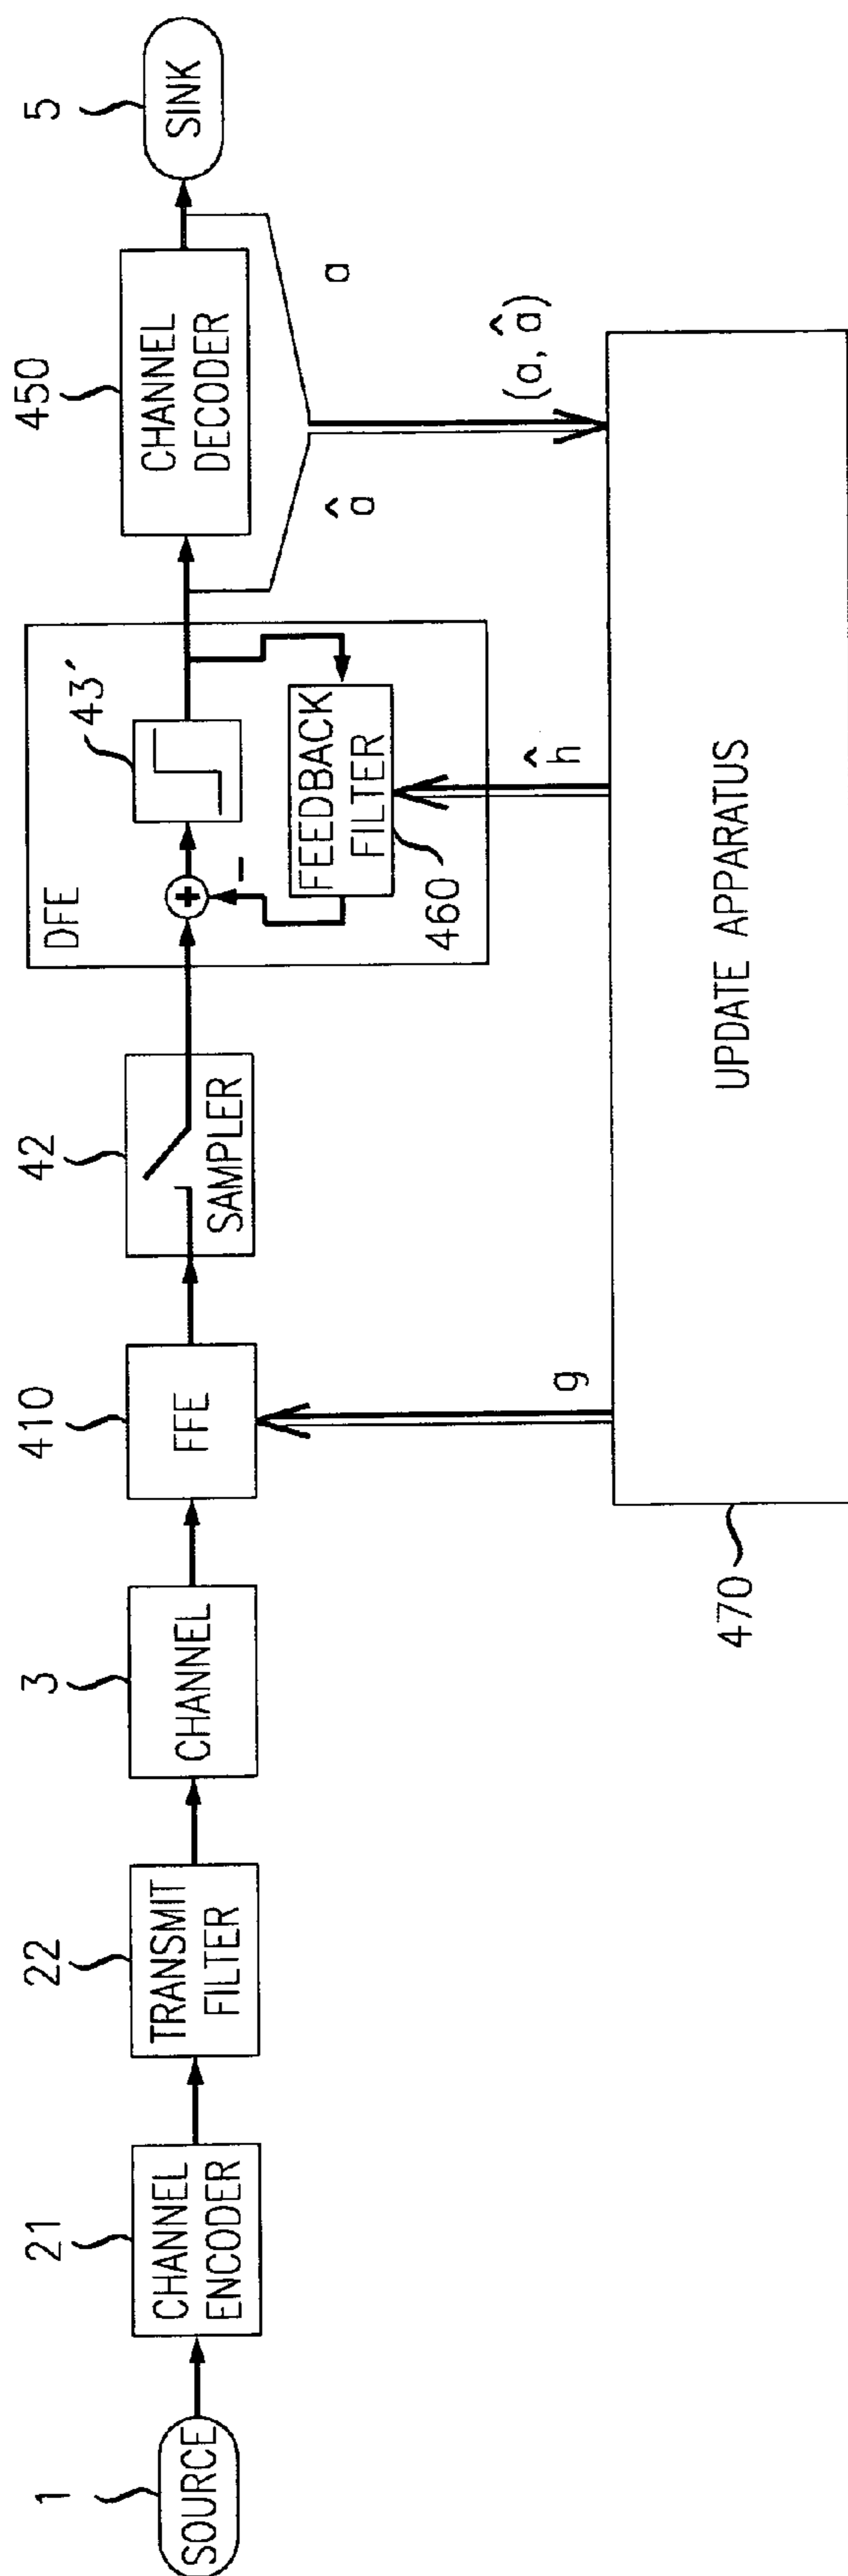 1
SOURCE
21
CHANNEL
ENCODER
22
TRANSMIT
FILTER
3
CHANNEL
410
FFE
42
SAMPLER
DFE
+
−
43′
FEEDBACK
FILTER
460
450
CHANNEL
DECODER
5
SINK
g
ĥ
â
a
(a, â)
UPDATE APPARATUS
470